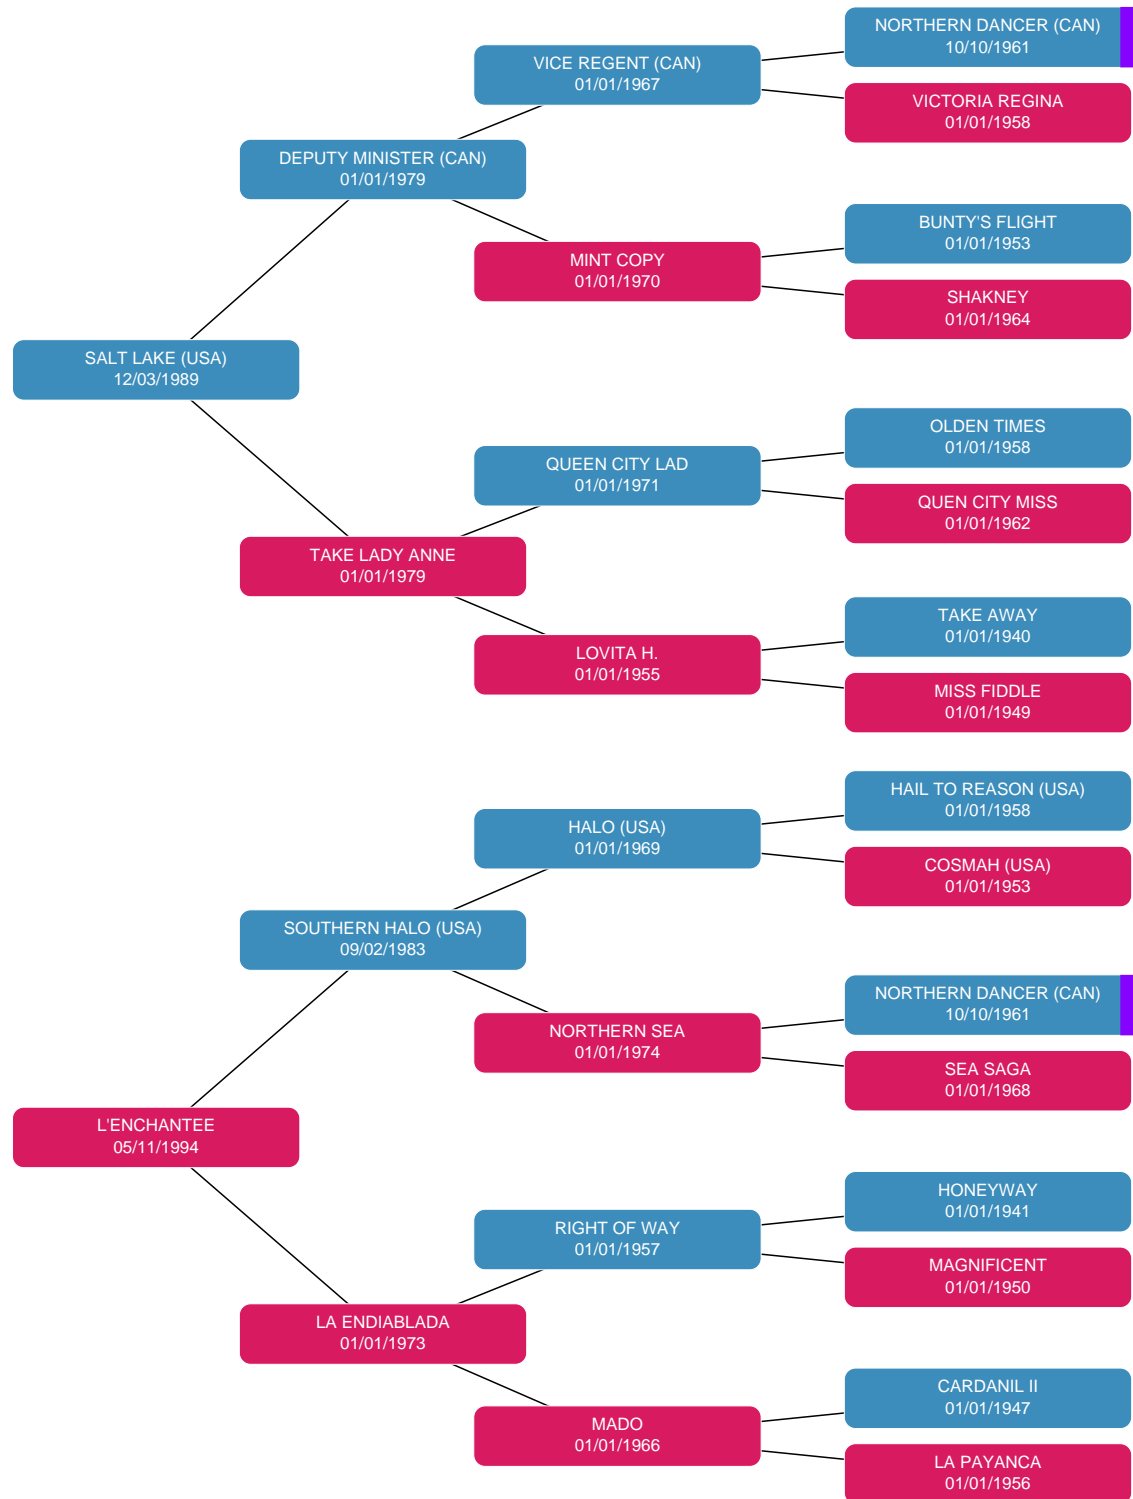 NORTHERN DANCER (CAN)
10/10/1961
VICE REGENT (CAN)
01/01/1967
VICTORIA REGINA
01/01/1958
DEPUTY MINISTER (CAN)
01/01/1979
BUNTY'S FLIGHT
01/01/1953
MINT COPY
01/01/1970
SHAKNEY
01/01/1964
SALT LAKE (USA)
12/03/1989
OLDEN TIMES
01/01/1958
QUEEN CITY LAD
01/01/1971
QUEN CITY MISS
01/01/1962
TAKE LADY ANNE
01/01/1979
TAKE AWAY
01/01/1940
LOVITA H.
01/01/1955
MISS FIDDLE
01/01/1949
HAIL TO REASON (USA)
01/01/1958
HALO (USA)
01/01/1969
COSMAH (USA)
01/01/1953
SOUTHERN HALO (USA)
09/02/1983
NORTHERN DANCER (CAN)
10/10/1961
NORTHERN SEA
01/01/1974
SEA SAGA
01/01/1968
L'ENCHANTEE
05/11/1994
HONEYWAY
01/01/1941
RIGHT OF WAY
01/01/1957
MAGNIFICENT
01/01/1950
LA ENDIABLADA
01/01/1973
CARDANIL II
01/01/1947
MADO
01/01/1966
LA PAYANCA
01/01/1956